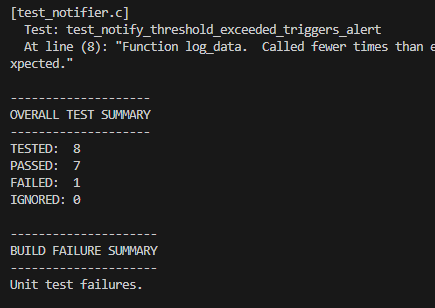 [test_notifier.c]
  Test: test_notify_threshold_exceeded_triggers_alert
  At line (8): "Function log_data.  Called fewer times than e
xpected."

--------------------
OVERALL TEST SUMMARY
--------------------
TESTED:  8
PASSED:  7
FAILED:  1
IGNORED: 0

---------------------
BUILD FAILURE SUMMARY
---------------------
Unit test failures.